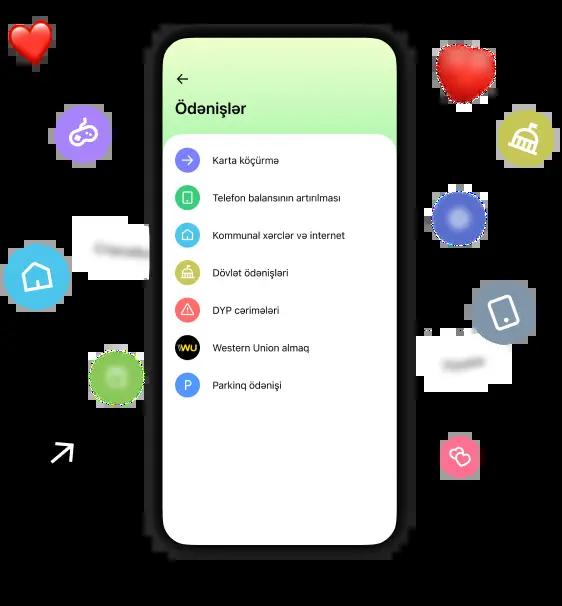 Ödənişlər
Karta köçürmə
Telefon balansının artırılması
Kommunal xərclər və internet
Dövlət ödənişləri
DYP cərimələri
WU Western Union almaq
P Parkinq ödənişi